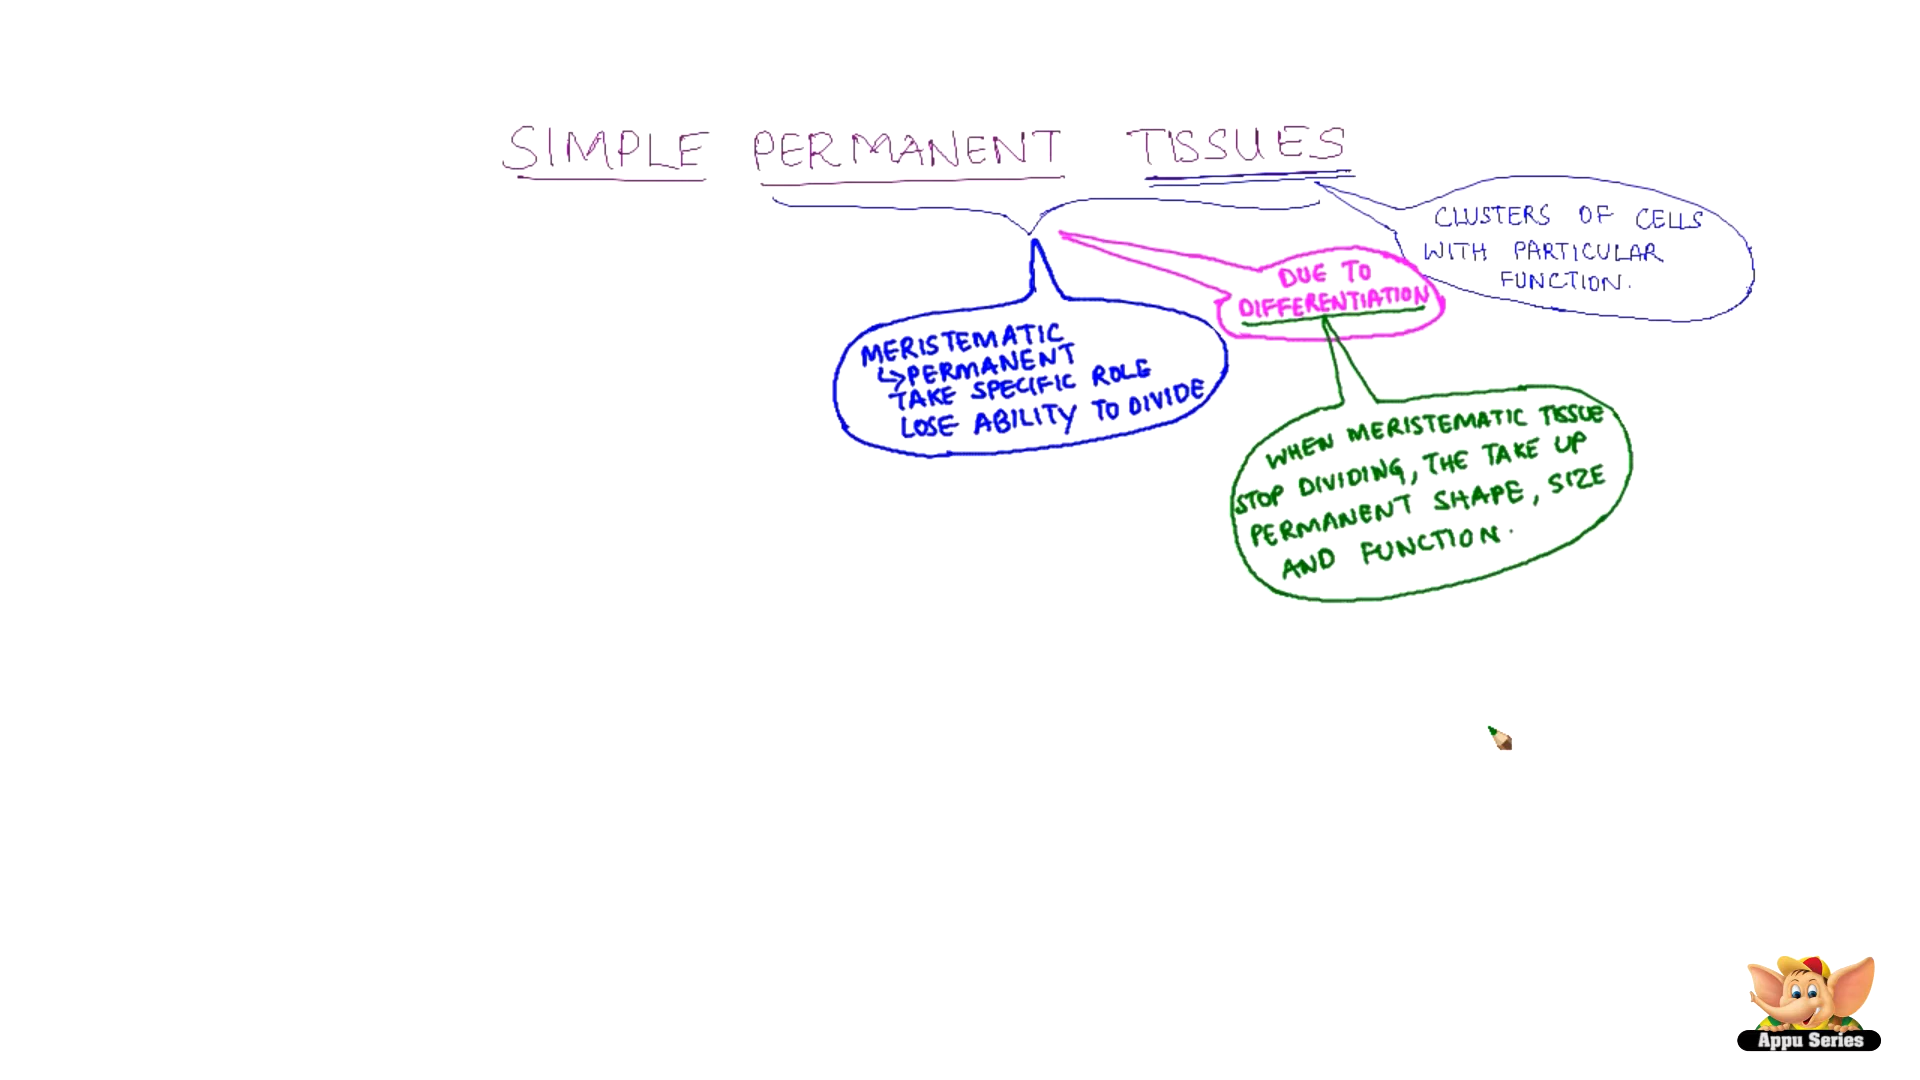 SIMPLE PERMANENT TISSUES
CLUSTERS OF CELLS
WITH PARTICULAR
FUNCTION.
DUE TO
DIFFERENTIATION
MERISTEMATIC
↳PERMANENT
TAKE SPECIFIC ROLE
LOSE ABILITY TO DIVIDE
WHEN MERISTEMATIC TISSUE
STOP DIVIDING, THE TAKE UP
PERMANENT SHAPE, SIZE
AND FUNCTION.
Appu Series